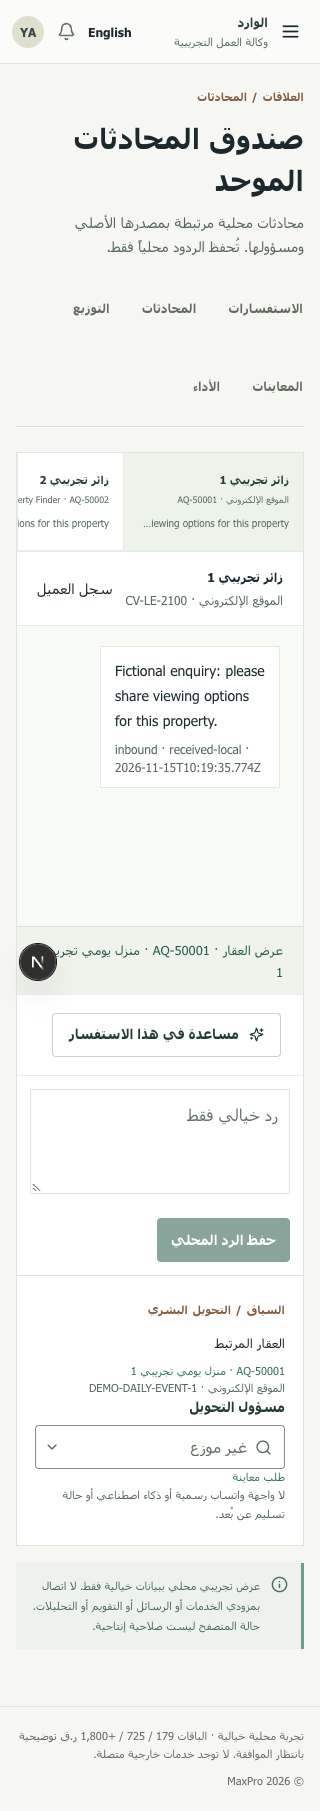 الوارد
وكالة العمل التجريبية
English
YA
العلاقات / المحادثات
صندوق المحادثات
الموحد
محادثات محلية مرتبطة بمصدرها الأصلي
ومسؤولها. تُحفظ الردود محلياً فقط.
الاستفسارات
المحادثات
التوزيع
المعاينات
الأداء
زائر تجريبي 1
الموقع الإلكتروني · AQ-50001
...iewing options for this property
زائر تجريبي 2
erty Finder · AQ-50002
ions for this property
زائر تجريبي 1
الموقع الإلكتروني · CV-LE-2100
سجل العميل
Fictional enquiry: please
share viewing options
for this property.
inbound · received-local ·
2026-11-15T10:19:35.774Z
عرض العقار · AQ-50001 · منزل يومي تجريبي
1
N
مساعدة في هذا الاستفسار
رد خيالي فقط
حفظ الرد المحلي
السياق / التحويل البشري
العقار المرتبط
AQ-50001 · منزل يومي تجريبي 1
الموقع الإلكتروني · DEMO-DAILY-EVENT-1
مسؤول التحويل
غير موزع
طلب معاينة
لا واجهة واتساب رسمية أو ذكاء اصطناعي أو حالة
تسليم عن بُعد.
عرض تجريبي محلي ببيانات خيالية فقط. لا اتصال
بمزودي الخدمات أو الرسائل أو التقويم أو التحليلات.
حالة المتصفح ليست صلاحية إنتاجية.
تجربة محلية خيالية · الباقات 179 / 725 / +1,800 ر.ق توضيحية
بانتظار الموافقة. لا توجد خدمات خارجية متصلة.
© 2026 MaxPro